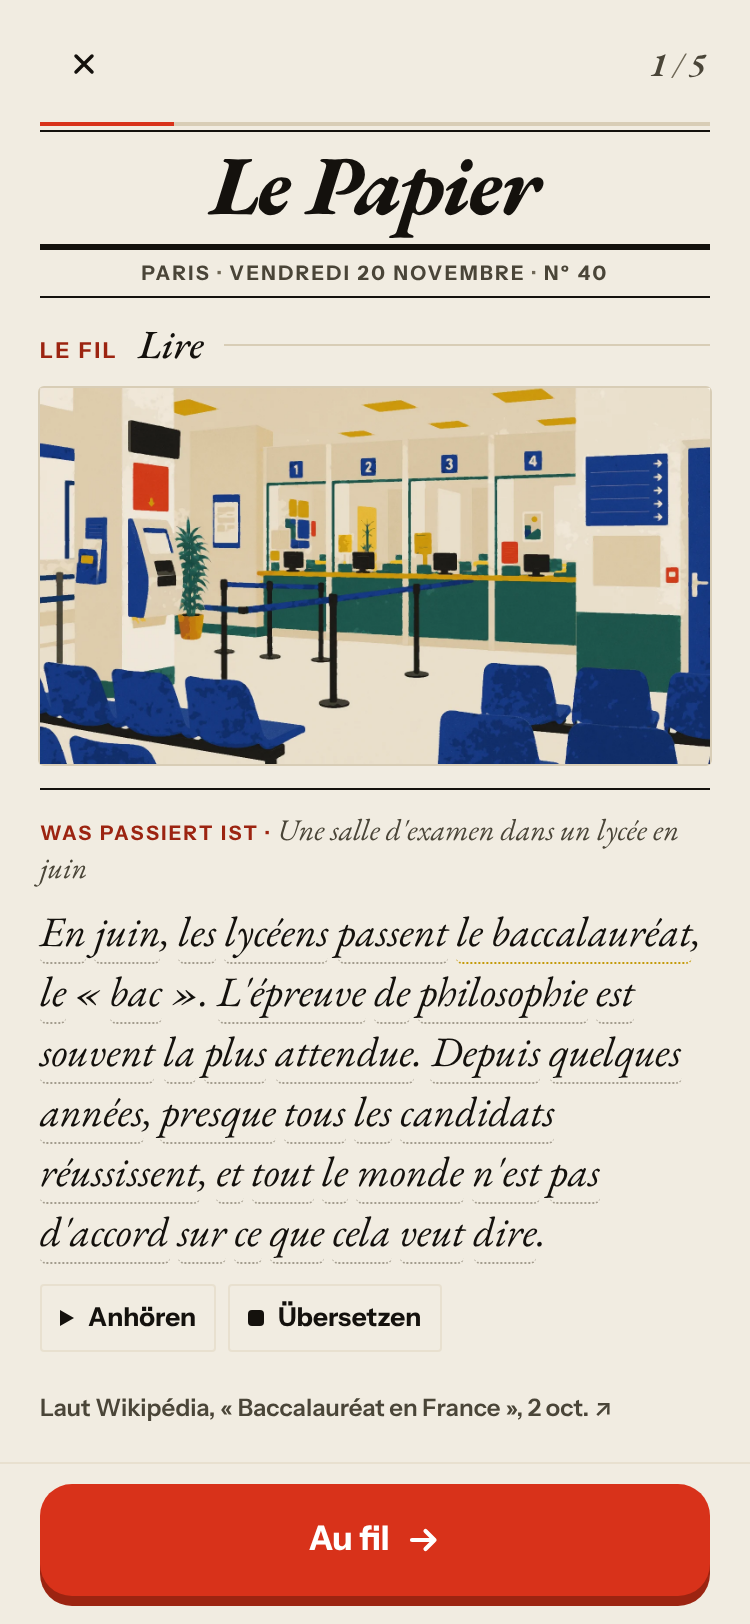 1 / 5
Le Papier
PARIS · VENDREDI 20 NOVEMBRE · N° 40
LE FIL Lire
1 2 3 4
WAS PASSIERT IST · Une salle d'examen dans un lycée en
juin
En juin, les lycéens passent le baccalauréat,
le « bac ». L'épreuve de philosophie est
souvent la plus attendue. Depuis quelques
années, presque tous les candidats
réussissent, et tout le monde n'est pas
d'accord sur ce que cela veut dire.
Anhören Übersetzen
Laut Wikipédia, « Baccalauréat en France », 2 oct. ↗
Au fil →